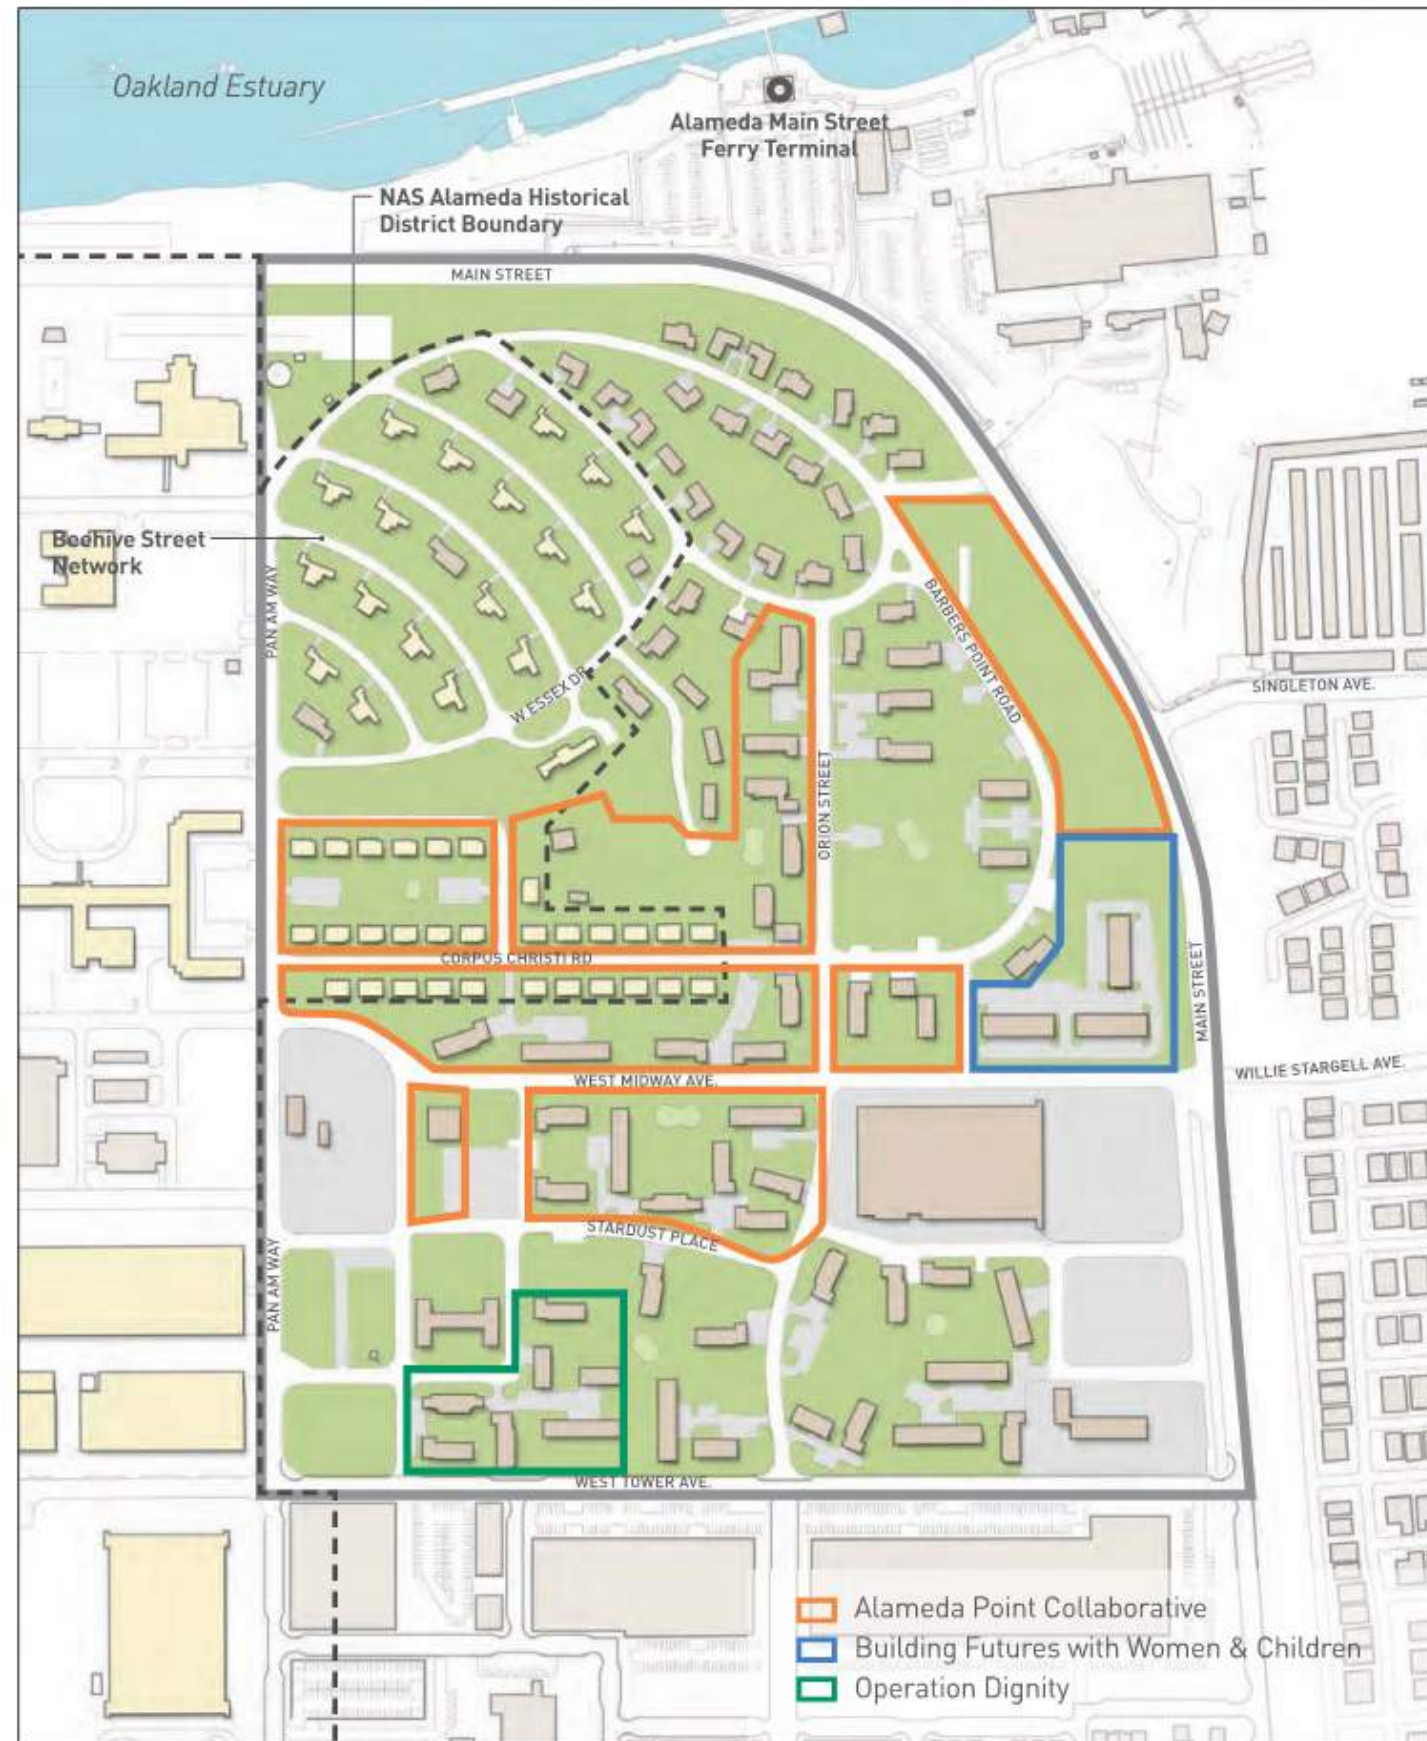 Oakland Estuary
Alameda Main Street
Ferry Terminal
NAS Alameda Historical
District Boundary
MAIN STREET
Beehive Street
Network
PAN AM WAY
BARBERS POINT ROAD
W ESSEX DR
SINGLETON AVE.
ORION STREET
CORPUS CHRISTI RD
MAIN STREET
WILLIE STARGELL AVE.
WEST MIDWAY AVE.
STARDUST PLACE
PAN AM WAY
WEST TOWER AVE.
Alameda Point Collaborative
Building Futures with Women & Children
Operation Dignity